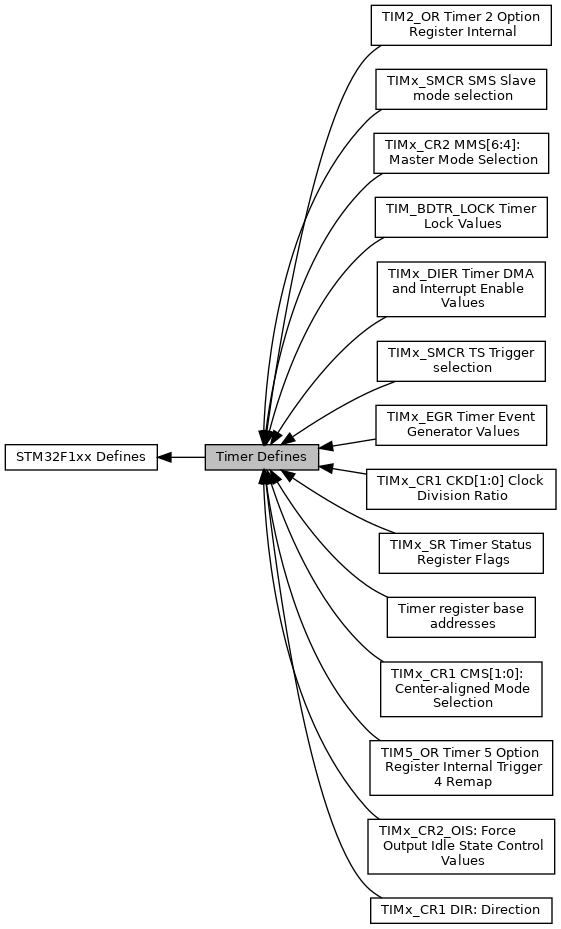 TIM2_OR Timer 2 Option
Register Internal
TIMx_SMCR SMS Slave
mode selection
TIMx_CR2 MMS[6:4]:
Master Mode Selection
TIM_BDTR_LOCK Timer
Lock Values
TIMx_DIER Timer DMA
and Interrupt Enable
Values
TIMx_SMCR TS Trigger
selection
TIMx_EGR Timer Event
Generator Values
STM32F1xx Defines
Timer Defines
TIMx_CR1 CKD[1:0] Clock
Division Ratio
TIMx_SR Timer Status
Register Flags
Timer register base
addresses
TIMx_CR1 CMS[1:0]:
Center-aligned Mode
Selection
TIM5_OR Timer 5 Option
Register Internal Trigger
4 Remap
TIMx_CR2_OIS: Force
Output Idle State Control
Values
TIMx_CR1 DIR: Direction